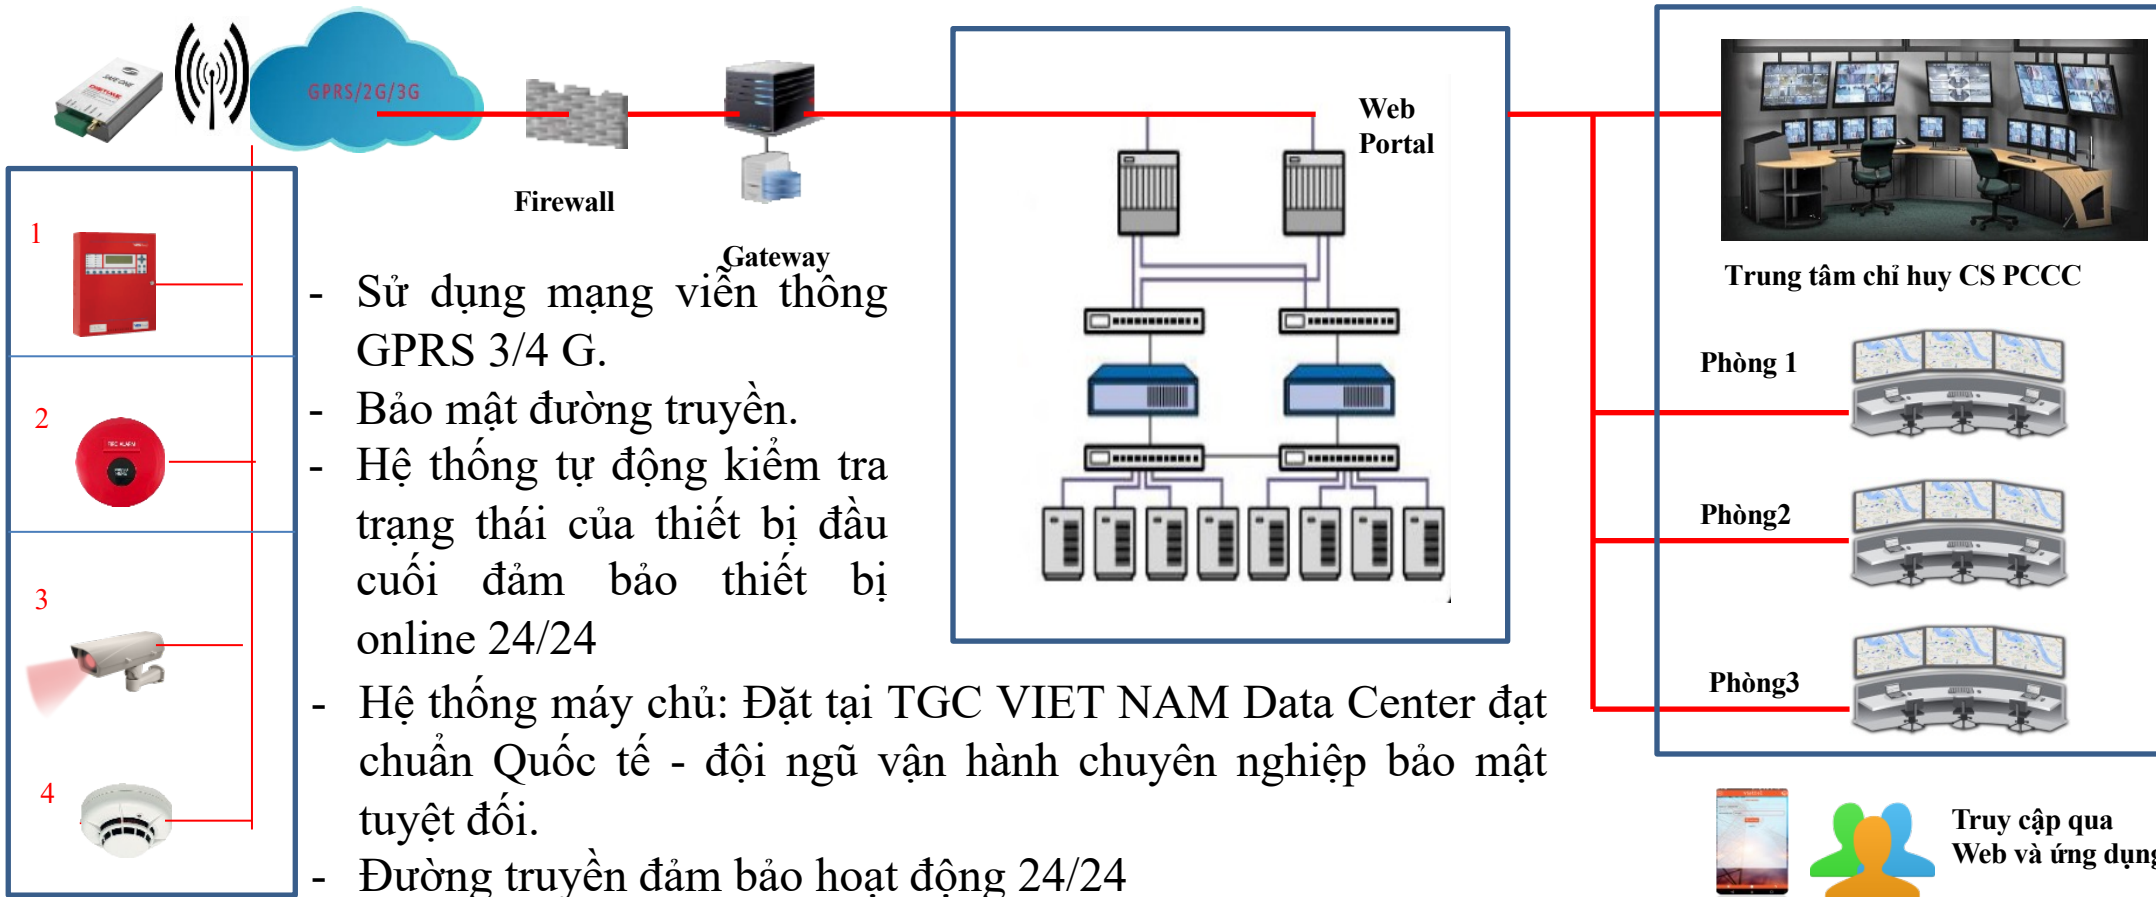 SAFE ONE
GPRS/2G/3G
Firewall
Gateway
Web
Portal
1
2
3
4
- Sử dụng mạng viễn thông
GPRS 3/4 G.
- Bảo mật đường truyền.
- Hệ thống tự động kiểm tra
trạng thái của thiết bị đầu
cuối đảm bảo thiết bị
online 24/24
- Hệ thống máy chủ: Đặt tại TGC VIET NAM Data Center đạt
chuẩn Quốc tế - đội ngũ vận hành chuyên nghiệp bảo mật
tuyệt đối.
- Đường truyền đảm bảo hoạt động 24/24
Trung tâm chỉ huy CS PCCC
Phòng 1
Phòng2
Phòng3
Truy cập qua
Web và ứng dụng